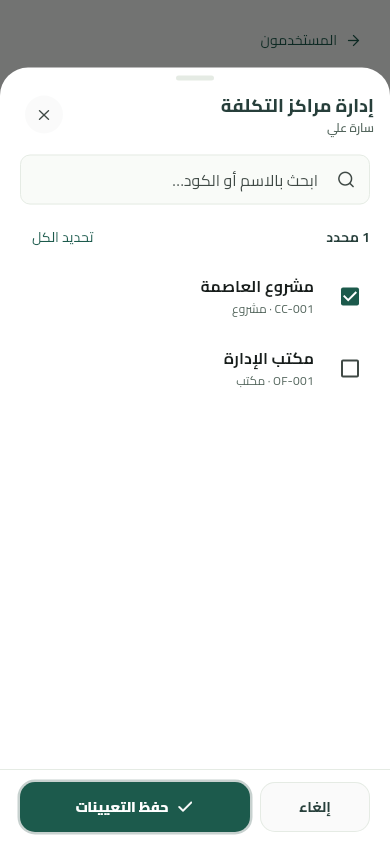 المستخدمون
إدارة مراكز التكلفة
سارة علي
ابحث بالاسم أو الكود...
1 محدد
تحديد الكل
مشروع العاصمة
CC-001 · مشروع
مكتب الإدارة
OF-001 · مكتب
إلغاء
حفظ التعيينات